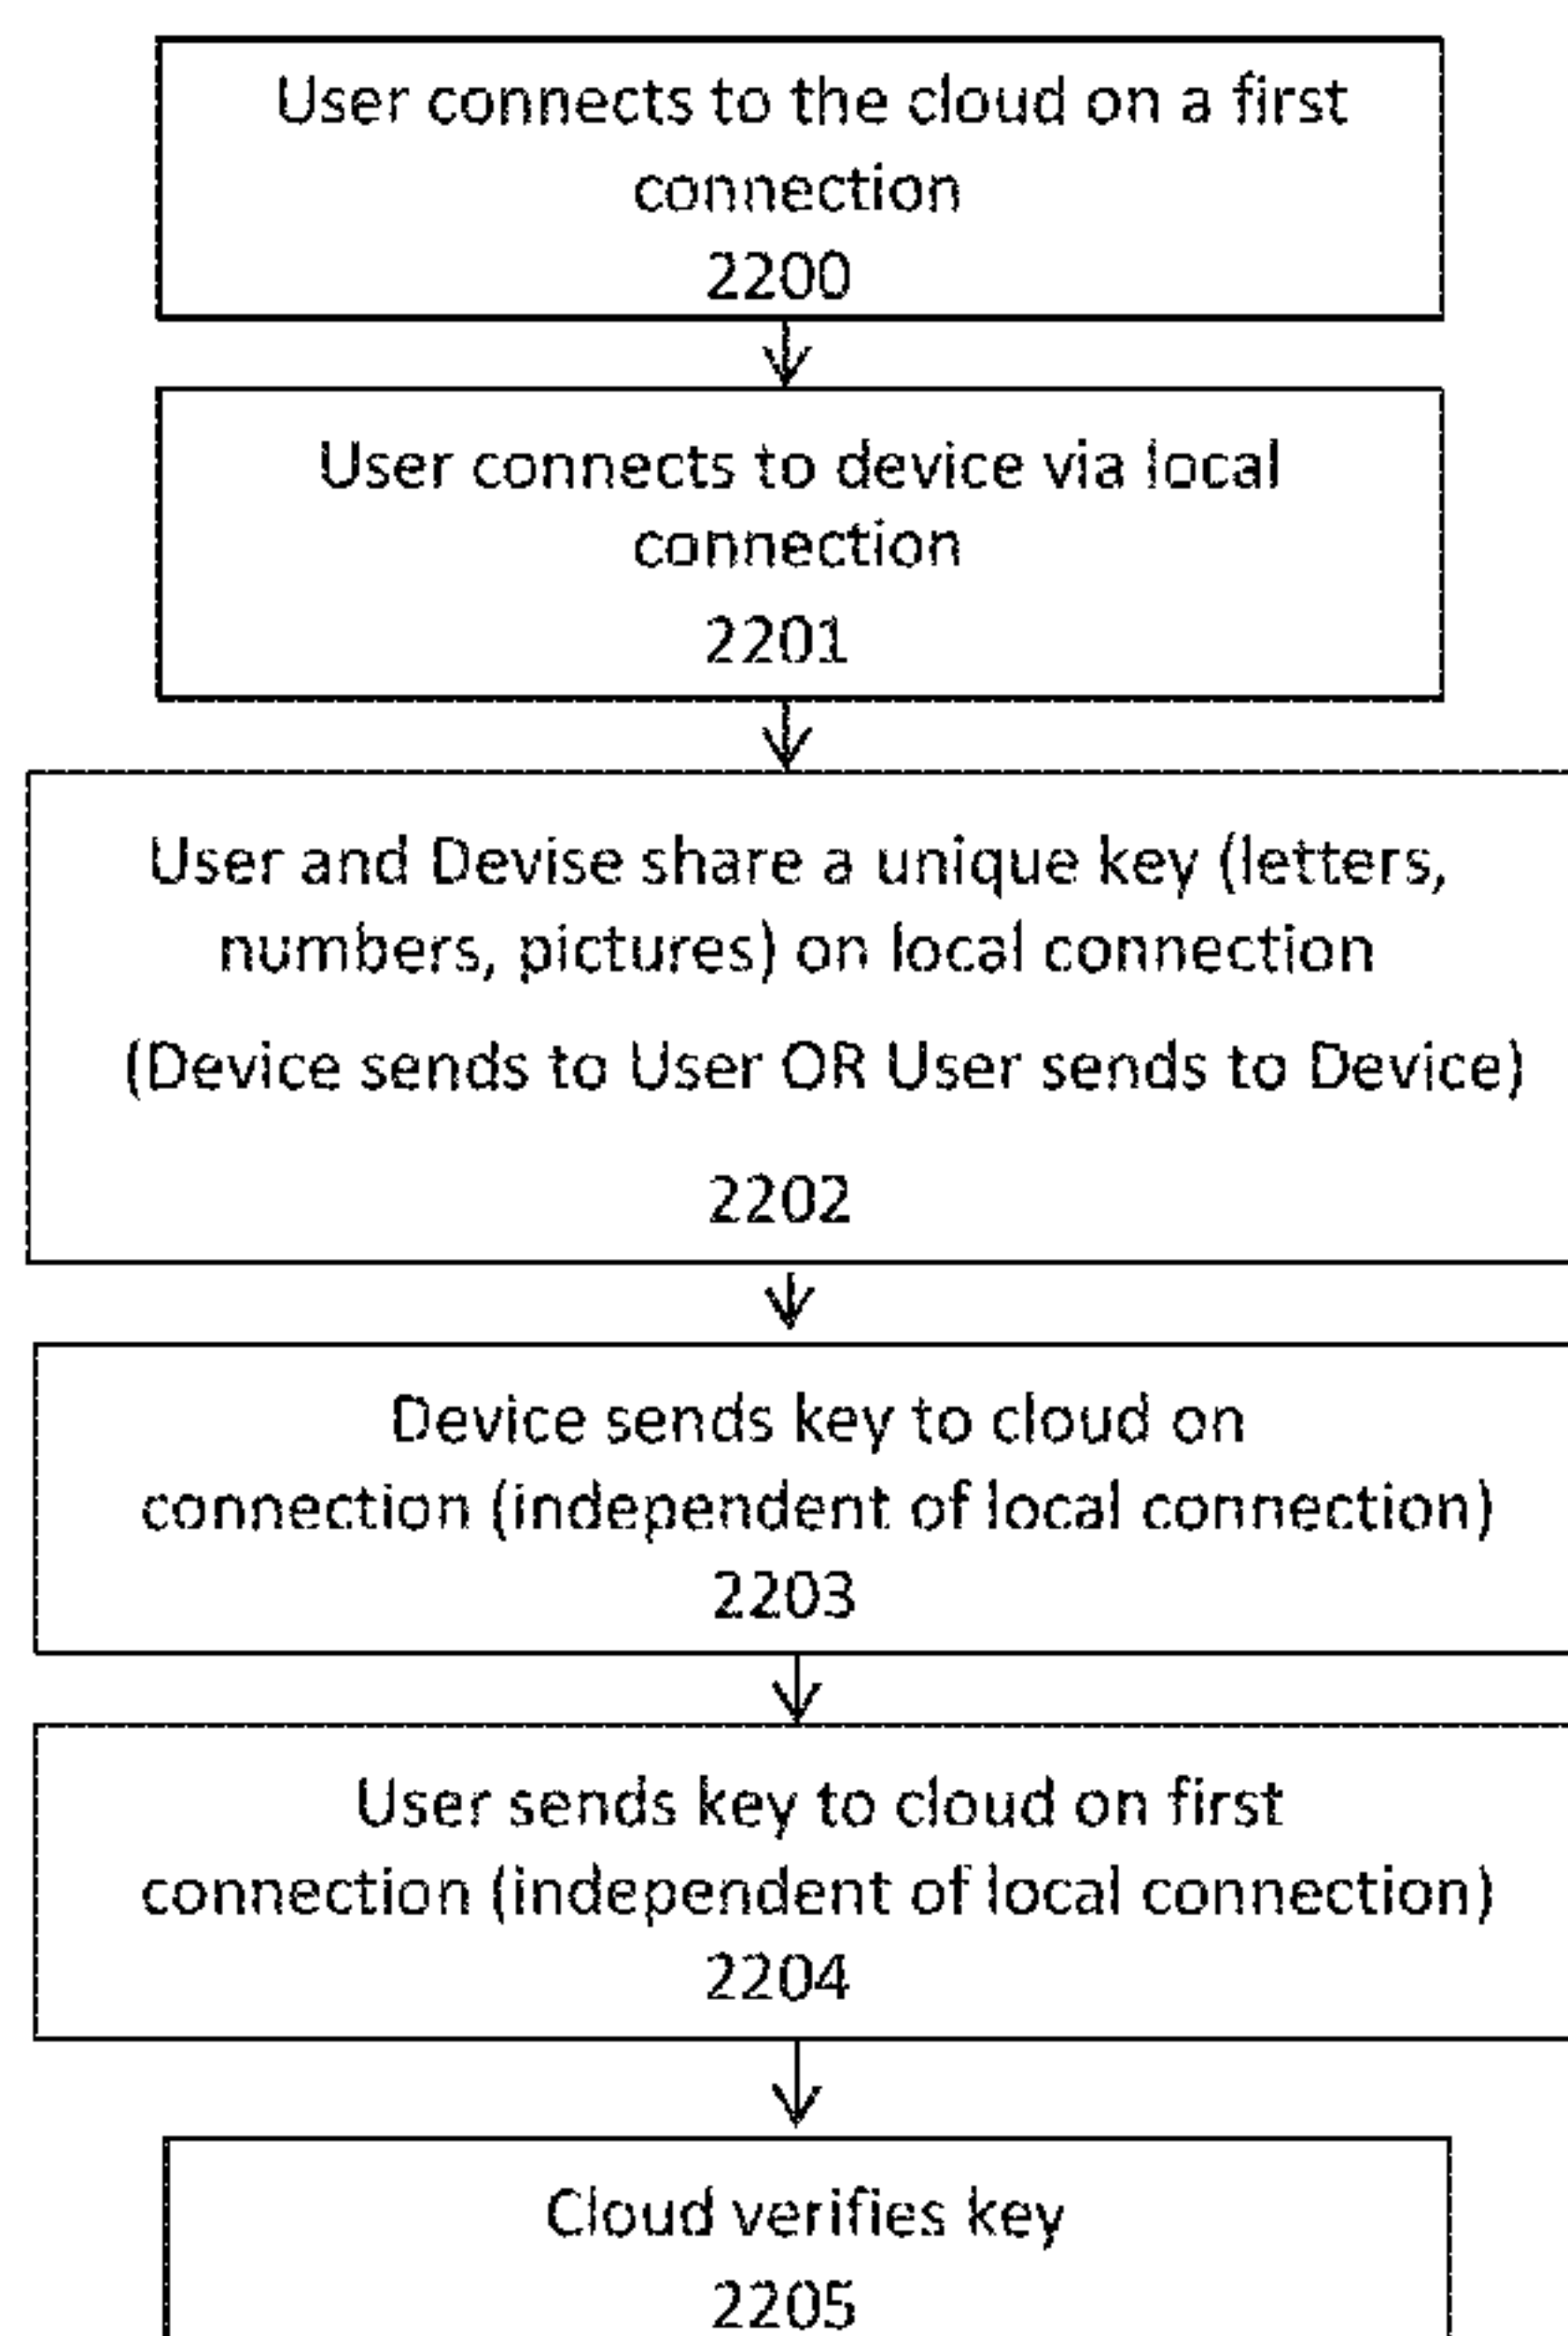 User connects to the cloud on a first
connection
2200
User connects to device via local
connection
2201
User and Devise share a unique key (letters,
numbers, pictures) on local connection
(Device sends to User OR User sends to Device)
2202
Device sends key to cloud on
connection (independent of local connection)
2203
User sends key to cloud on first
connection (independent of local connection)
2204
Cloud verifies key
2205